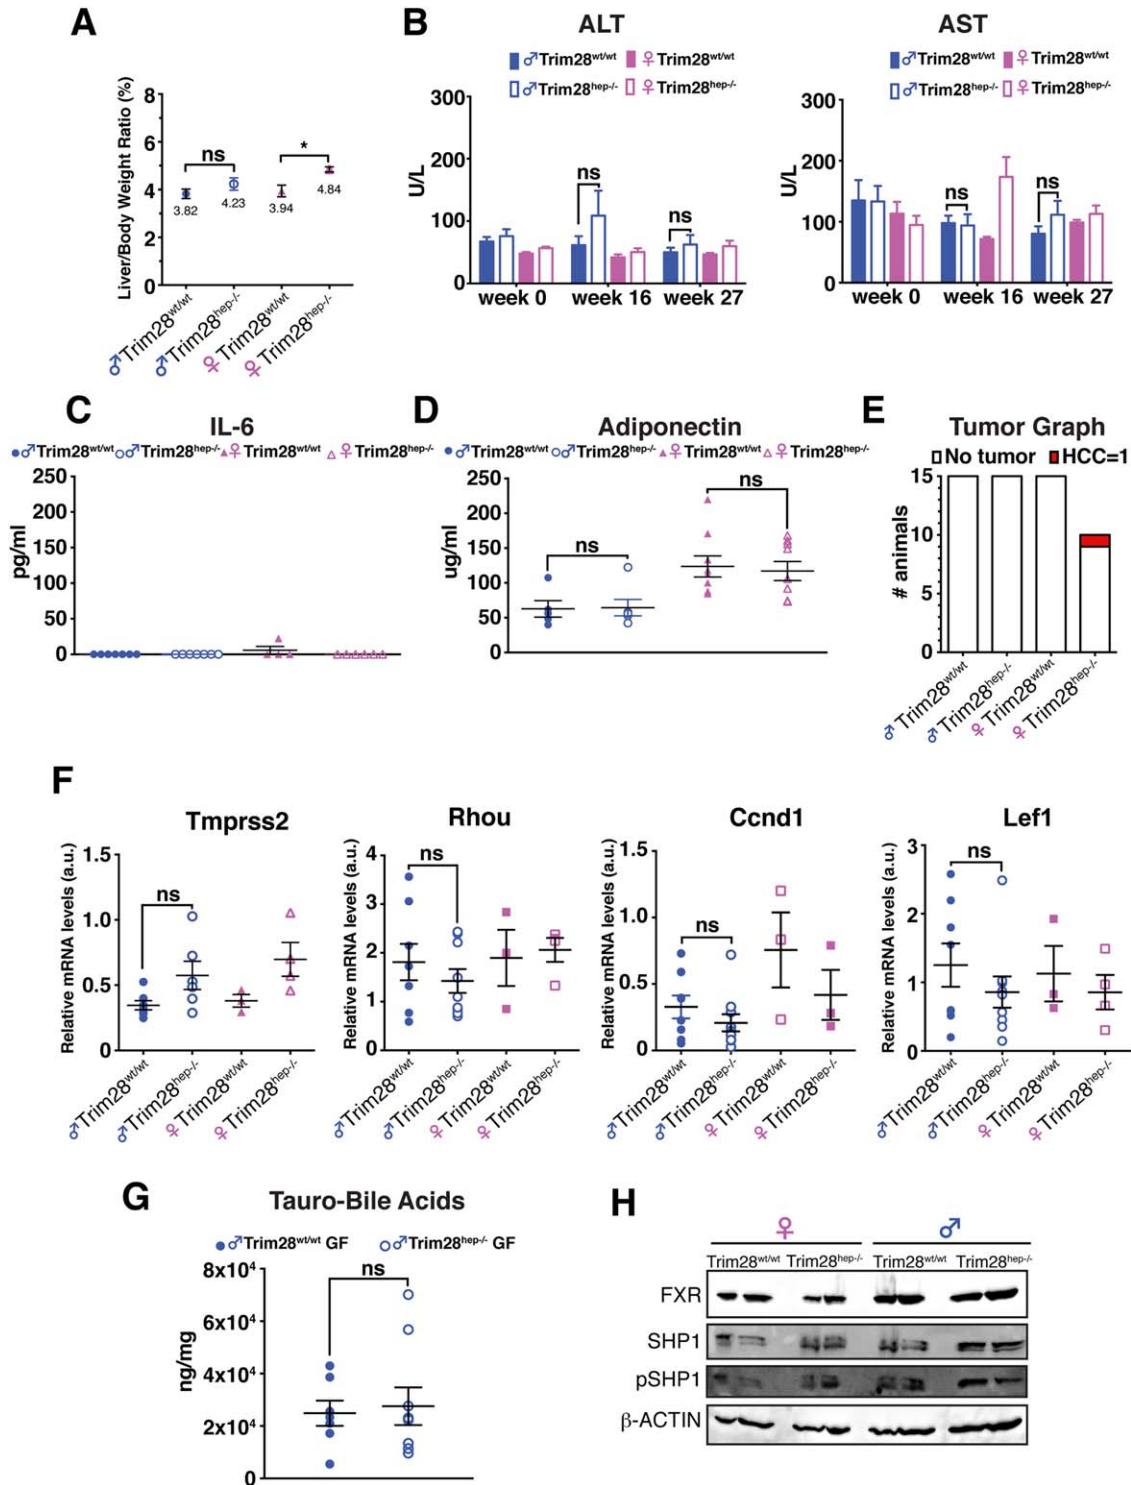 A
Liver/Body Weight Ratio (%)
8
6
4
2
0
ns
*
3.82
4.23
3.94
4.84
♂Trim28wt/wt
♂Trim28hep-/-
♀Trim28wt/wt
♀Trim28hep-/-
B
ALT
♂Trim28wt/wt ♀Trim28wt/wt
♂Trim28hep-/- ♀Trim28hep-/-
U/L
300
200
100
0
ns
ns
week 0 week 16 week 27
AST
♂Trim28wt/wt ♀Trim28wt/wt
♂Trim28hep-/- ♀Trim28hep-/-
U/L
300
200
100
0
ns
ns
week 0 week 16 week 27
C
IL-6
♂Trim28wt/wt ♂Trim28hep-/- ♀Trim28wt/wt ♀Trim28hep-/-
pg/ml
250
200
150
100
50
0
D
Adiponectin
♂Trim28wt/wt ♂Trim28hep-/- ♀Trim28wt/wt ♀Trim28hep-/-
ug/ml
250
200
150
100
50
0
ns
ns
E
Tumor Graph
No tumor HCC=1
# animals
15
10
5
0
♂Trim28wt/wt
♂Trim28hep-/-
♀Trim28wt/wt
♀Trim28hep-/-
F
Tmprss2
Relative mRNA levels (a.u.)
1.5
1.0
0.5
0
ns
♂Trim28wt/wt
♂Trim28hep-/-
♀Trim28wt/wt
♀Trim28hep-/-
Rhou
Relative mRNA levels (a.u.)
4
3
2
1
0
ns
♂Trim28wt/wt
♂Trim28hep-/-
♀Trim28wt/wt
♀Trim28hep-/-
Ccnd1
Relative mRNA levels (a.u.)
1.5
1.0
0.5
0
ns
♂Trim28wt/wt
♂Trim28hep-/-
♀Trim28wt/wt
♀Trim28hep-/-
Lef1
Relative mRNA levels (a.u.)
3
2
1
0
ns
♂Trim28wt/wt
♂Trim28hep-/-
♀Trim28wt/wt
♀Trim28hep-/-
G
Tauro-Bile Acids
♂Trim28wt/wt GF ♂Trim28hep-/- GF
ng/mg
8x10⁴
6x10⁴
4x10⁴
2x10⁴
0
ns
H
♀ ♂
Trim28wt/wt Trim28hep-/- Trim28wt/wt Trim28hep-/-
FXR
SHP1
pSHP1
β-ACTIN